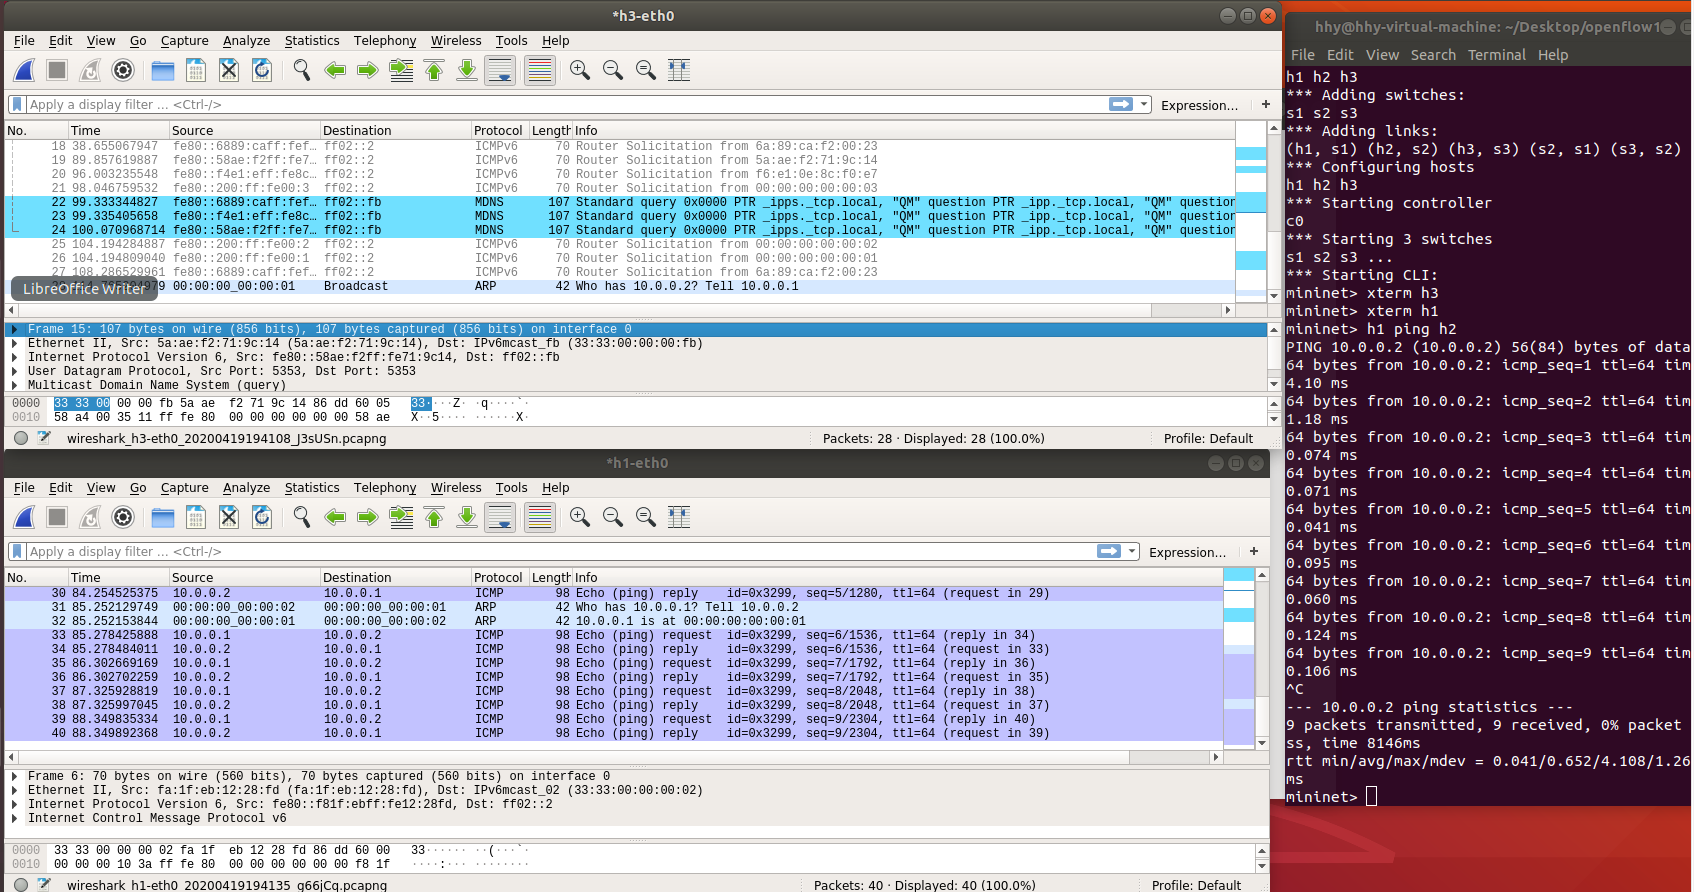 *h3-eth0
File Edit View Go Capture Analyze Statistics Telephony Wireless Tools Help
Apply a display filter ... <Ctrl-/>
Expression... +
No. Time Source Destination Protocol Length Info
18 38.655067947 fe80::6889:caff:fef… ff02::2 ICMPv6 70 Router Solicitation from 6a:89:ca:f2:00:23
19 89.857619887 fe80::58ae:f2ff:fe7… ff02::2 ICMPv6 70 Router Solicitation from 5a:ae:f2:71:9c:14
20 96.003235548 fe80::f4e1:eff:fe8c… ff02::2 ICMPv6 70 Router Solicitation from f6:e1:0e:8c:f0:e7
21 98.046759532 fe80::200:ff:fe00:3 ff02::2 ICMPv6 70 Router Solicitation from 00:00:00:00:00:03
22 99.333344827 fe80::6889:caff:fef… ff02::fb MDNS 107 Standard query 0x0000 PTR _ipps._tcp.local, "QM" question PTR _ipp._tcp.local, "QM" question
23 99.335405658 fe80::f4e1:eff:fe8c… ff02::fb MDNS 107 Standard query 0x0000 PTR _ipps._tcp.local, "QM" question PTR _ipp._tcp.local, "QM" question
24 100.070968714 fe80::58ae:f2ff:fe7… ff02::fb MDNS 107 Standard query 0x0000 PTR _ipps._tcp.local, "QM" question PTR _ipp._tcp.local, "QM" question
25 104.194284887 fe80::200:ff:fe00:2 ff02::2 ICMPv6 70 Router Solicitation from 00:00:00:00:00:02
26 104.194809040 fe80::200:ff:fe00:1 ff02::2 ICMPv6 70 Router Solicitation from 00:00:00:00:00:01
27 108.286529961 fe80::6889:caff:fef… ff02::2 ICMPv6 70 Router Solicitation from 6a:89:ca:f2:00:23
00:00:00_00:00:01 Broadcast ARP 42 Who has 10.0.0.2? Tell 10.0.0.1
LibreOffice Writer
Frame 15: 107 bytes on wire (856 bits), 107 bytes captured (856 bits) on interface 0
Ethernet II, Src: 5a:ae:f2:71:9c:14 (5a:ae:f2:71:9c:14), Dst: IPv6mcast_fb (33:33:00:00:00:fb)
Internet Protocol Version 6, Src: fe80::58ae:f2ff:fe71:9c14, Dst: ff02::fb
User Datagram Protocol, Src Port: 5353, Dst Port: 5353
Multicast Domain Name System (query)
0000 33 33 00 00 00 fb 5a ae f2 71 9c 14 86 dd 60 05 33····Z· ·q····`·
0010 58 a4 00 35 11 ff fe 80 00 00 00 00 00 00 58 ae X··5···· ······X·
wireshark_h3-eth0_20200419194108_J3sUSn.pcapng
Packets: 28 · Displayed: 28 (100.0%)
Profile: Default
*h1-eth0
File Edit View Go Capture Analyze Statistics Telephony Wireless Tools Help
Apply a display filter ... <Ctrl-/>
Expression... +
No. Time Source Destination Protocol Length Info
30 84.254525375 10.0.0.2 10.0.0.1 ICMP 98 Echo (ping) reply id=0x3299, seq=5/1280, ttl=64 (request in 29)
31 85.252129749 00:00:00_00:00:02 00:00:00_00:00:01 ARP 42 Who has 10.0.0.1? Tell 10.0.0.2
32 85.252153844 00:00:00_00:00:01 00:00:00_00:00:02 ARP 42 10.0.0.1 is at 00:00:00:00:00:01
33 85.278425888 10.0.0.1 10.0.0.2 ICMP 98 Echo (ping) request id=0x3299, seq=6/1536, ttl=64 (reply in 34)
34 85.278484011 10.0.0.2 10.0.0.1 ICMP 98 Echo (ping) reply id=0x3299, seq=6/1536, ttl=64 (request in 33)
35 86.302669169 10.0.0.1 10.0.0.2 ICMP 98 Echo (ping) request id=0x3299, seq=7/1792, ttl=64 (reply in 36)
36 86.302702259 10.0.0.2 10.0.0.1 ICMP 98 Echo (ping) reply id=0x3299, seq=7/1792, ttl=64 (request in 35)
37 87.325928819 10.0.0.1 10.0.0.2 ICMP 98 Echo (ping) request id=0x3299, seq=8/2048, ttl=64 (reply in 38)
38 87.325997045 10.0.0.2 10.0.0.1 ICMP 98 Echo (ping) reply id=0x3299, seq=8/2048, ttl=64 (request in 37)
39 88.349835334 10.0.0.1 10.0.0.2 ICMP 98 Echo (ping) request id=0x3299, seq=9/2304, ttl=64 (reply in 40)
40 88.349892368 10.0.0.2 10.0.0.1 ICMP 98 Echo (ping) reply id=0x3299, seq=9/2304, ttl=64 (request in 39)
Frame 6: 70 bytes on wire (560 bits), 70 bytes captured (560 bits) on interface 0
Ethernet II, Src: fa:1f:eb:12:28:fd (fa:1f:eb:12:28:fd), Dst: IPv6mcast_02 (33:33:00:00:00:02)
Internet Protocol Version 6, Src: fe80::f81f:ebff:fe12:28fd, Dst: ff02::2
Internet Control Message Protocol v6
0000 33 33 00 00 00 02 fa 1f eb 12 28 fd 86 dd 60 00 33······ ··(···`·
0010 00 00 00 10 3a ff fe 80 00 00 00 00 00 00 f8 1f ····:··· ········
wireshark_h1-eth0_20200419194135_g66jCq.pcapng
Packets: 40 · Displayed: 40 (100.0%)
Profile: Default
hhy@hhy-virtual-machine: ~/Desktop/openflow1
File Edit View Search Terminal Help
h1 h2 h3
*** Adding switches:
s1 s2 s3
*** Adding links:
(h1, s1) (h2, s2) (h3, s3) (s2, s1) (s3, s2)
*** Configuring hosts
h1 h2 h3
*** Starting controller
c0
*** Starting 3 switches
s1 s2 s3 ...
*** Starting CLI:
mininet> xterm h3
mininet> xterm h1
mininet> h1 ping h2
PING 10.0.0.2 (10.0.0.2) 56(84) bytes of data
64 bytes from 10.0.0.2: icmp_seq=1 ttl=64 tim
4.10 ms
64 bytes from 10.0.0.2: icmp_seq=2 ttl=64 tim
1.18 ms
64 bytes from 10.0.0.2: icmp_seq=3 ttl=64 tim
0.074 ms
64 bytes from 10.0.0.2: icmp_seq=4 ttl=64 tim
0.071 ms
64 bytes from 10.0.0.2: icmp_seq=5 ttl=64 tim
0.041 ms
64 bytes from 10.0.0.2: icmp_seq=6 ttl=64 tim
0.095 ms
64 bytes from 10.0.0.2: icmp_seq=7 ttl=64 tim
0.060 ms
64 bytes from 10.0.0.2: icmp_seq=8 ttl=64 tim
0.124 ms
64 bytes from 10.0.0.2: icmp_seq=9 ttl=64 tim
0.106 ms
^C
--- 10.0.0.2 ping statistics ---
9 packets transmitted, 9 received, 0% packet
ss, time 8146ms
rtt min/avg/max/mdev = 0.041/0.652/4.108/1.26
ms
mininet>